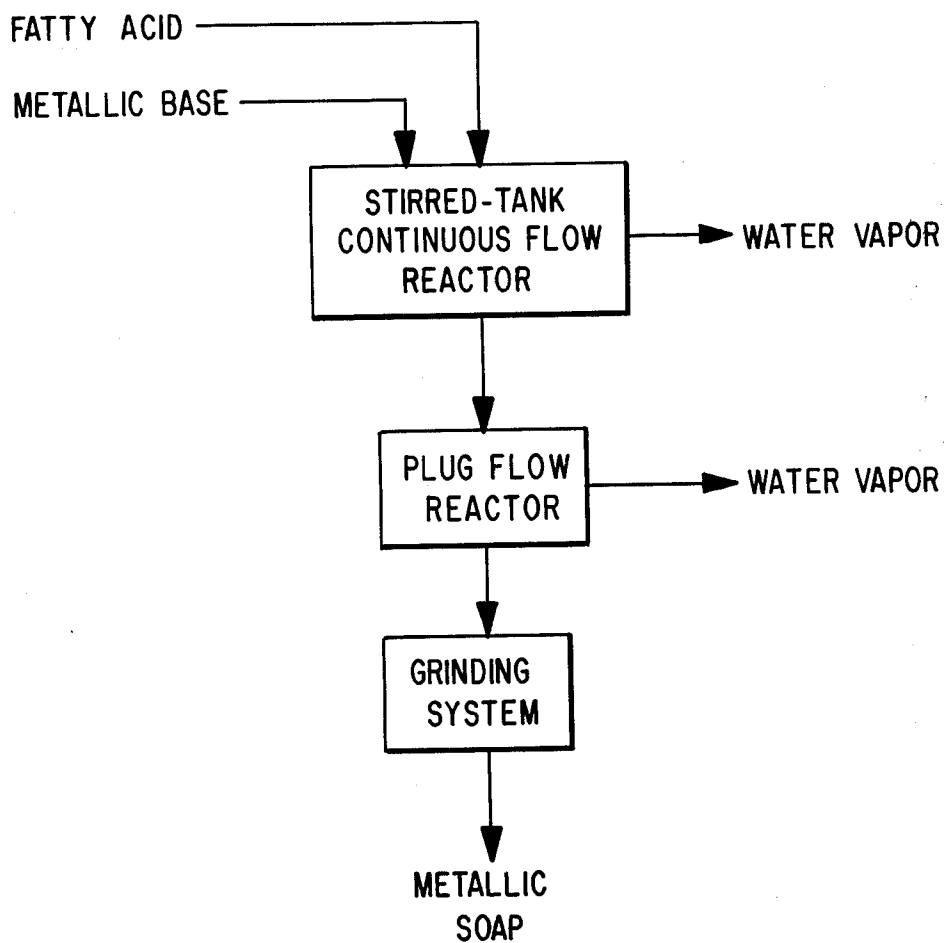 FATTY ACID
METALLIC BASE
STIRRED-TANK
CONTINUOUS FLOW
REACTOR
WATER VAPOR
PLUG FLOW
REACTOR
WATER VAPOR
GRINDING
SYSTEM
METALLIC
SOAP